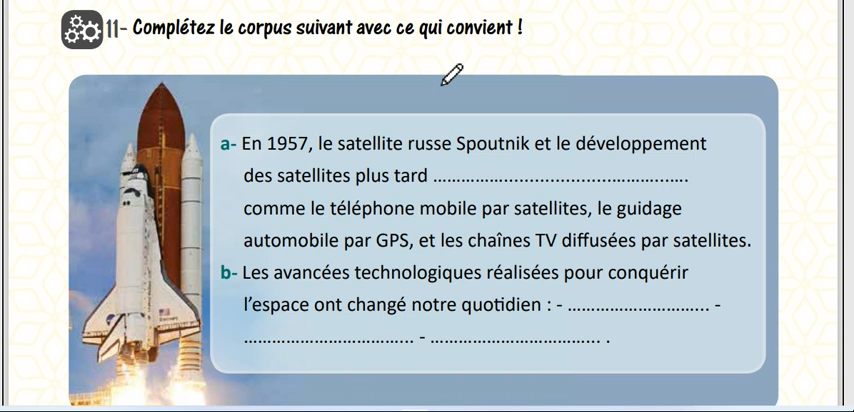 11- Complétez le corpus suivant avec ce qui convient !
a- En 1957, le satellite russe Spoutnik et le développement
des satellites plus tard ................................................
comme le téléphone mobile par satellites, le guidage
automobile par GPS, et les chaînes TV diffusées par satellites.
b- Les avancées technologiques réalisées pour conquérir
l’espace ont changé notre quotidien : - .............................. -
.................................... - .................................... .